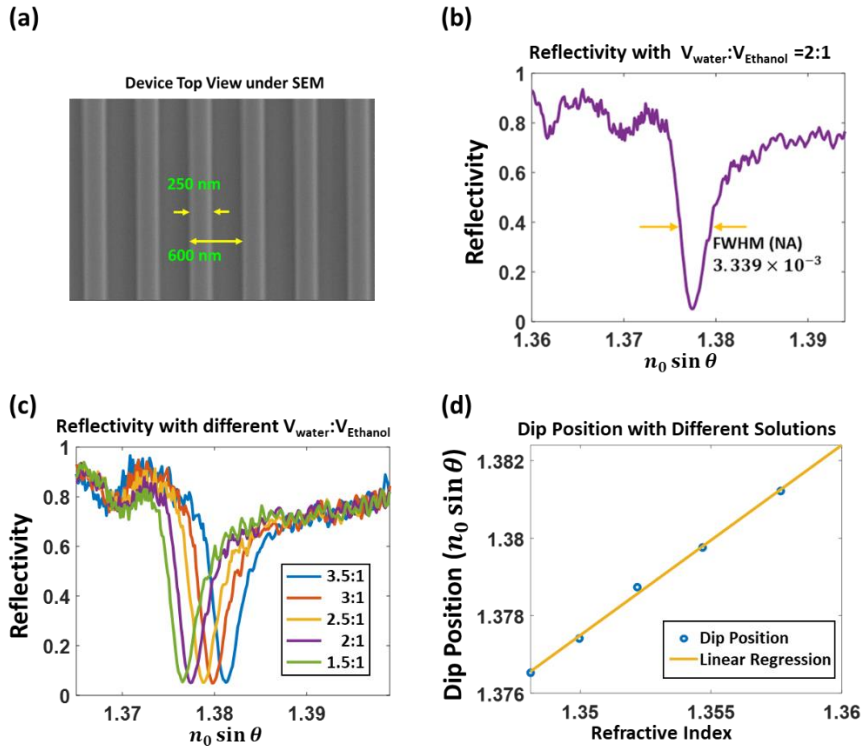 (a)
Device Top View under SEM
250 nm
600 nm
(b)
Reflectivity with V_water:V_Ethanol =2:1
Reflectivity
1
0.8
0.6
0.4
0.2
0
FWHM (NA)
3.339 × 10⁻³
1.36
1.37
1.38
1.39
n₀ sin θ
(c)
Reflectivity with different V_water:V_Ethanol
Reflectivity
1
0.8
0.6
0.4
0.2
0
3.5:1
3:1
2.5:1
2:1
1.5:1
1.37
1.38
1.39
n₀ sin θ
(d)
Dip Position with Different Solutions
Dip Position (n₀ sin θ)
1.382
1.38
1.378
1.376
Dip Position
Linear Regression
1.35
1.355
1.36
Refractive Index